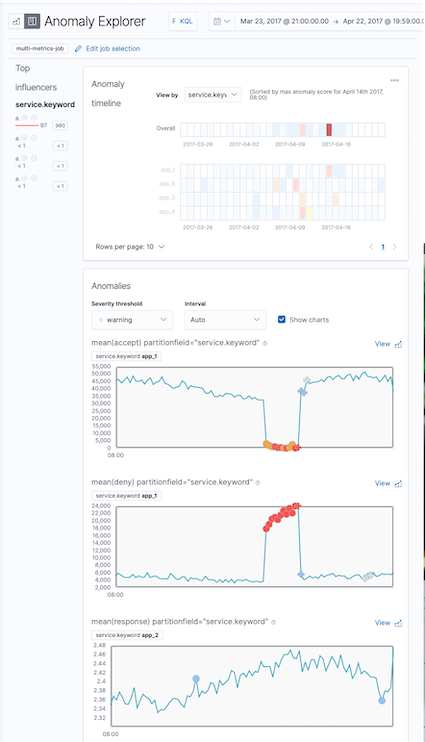 Anomaly Explorer
F KQL
Mar 23, 2017 @ 21:00:00.00 → Apr 22, 2017 @ 19:59:00.0
multi-metrics-job Edit job selection
Top
influencers
service.keyword
a.
97 980
a.
< 1 < 1
a.
< 1 < 1
a.
< 1 < 1
Anomaly
timeline
View by
service.keyw
(Sorted by max anomaly score for April 14th 2017,
08:00)
Overall
2017-03-26 2017-04-02 2017-04-09 2017-04-16
2017-03-26 2017-04-02 2017-04-09 2017-04-16
Rows per page: 10
1
Anomalies
Severity threshold
warning
Interval
Auto
Show charts
mean(accept) partitionfield="service.keyword"
View
service.keyword app_1
55,000
50,000
45,000
40,000
35,000
30,000
25,000
20,000
15,000
10,000
5,000
0
08:00
mean(deny) partitionfield="service.keyword"
View
service.keyword app_1
24,000
22,000
20,000
18,000
16,000
14,000
12,000
10,000
8,000
6,000
4,000
2,000
08:00
mean(response) partitionfield="service.keyword"
View
service.keyword app_2
2.48
2.46
2.44
2.42
2.40
2.38
2.36
2.34
2.32
08:00